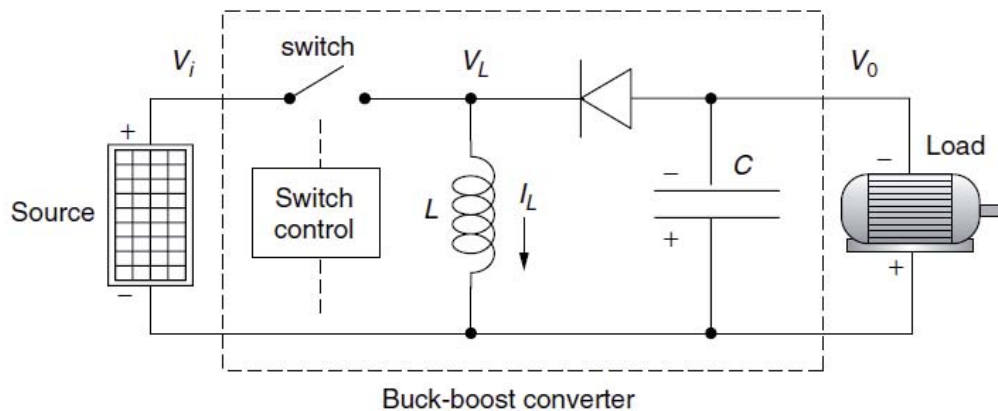 switch
V_i
V_L
V_0
+
Source
−
Switch
control
L
I_L
−
C
+
−
Load
+
Buck-boost converter